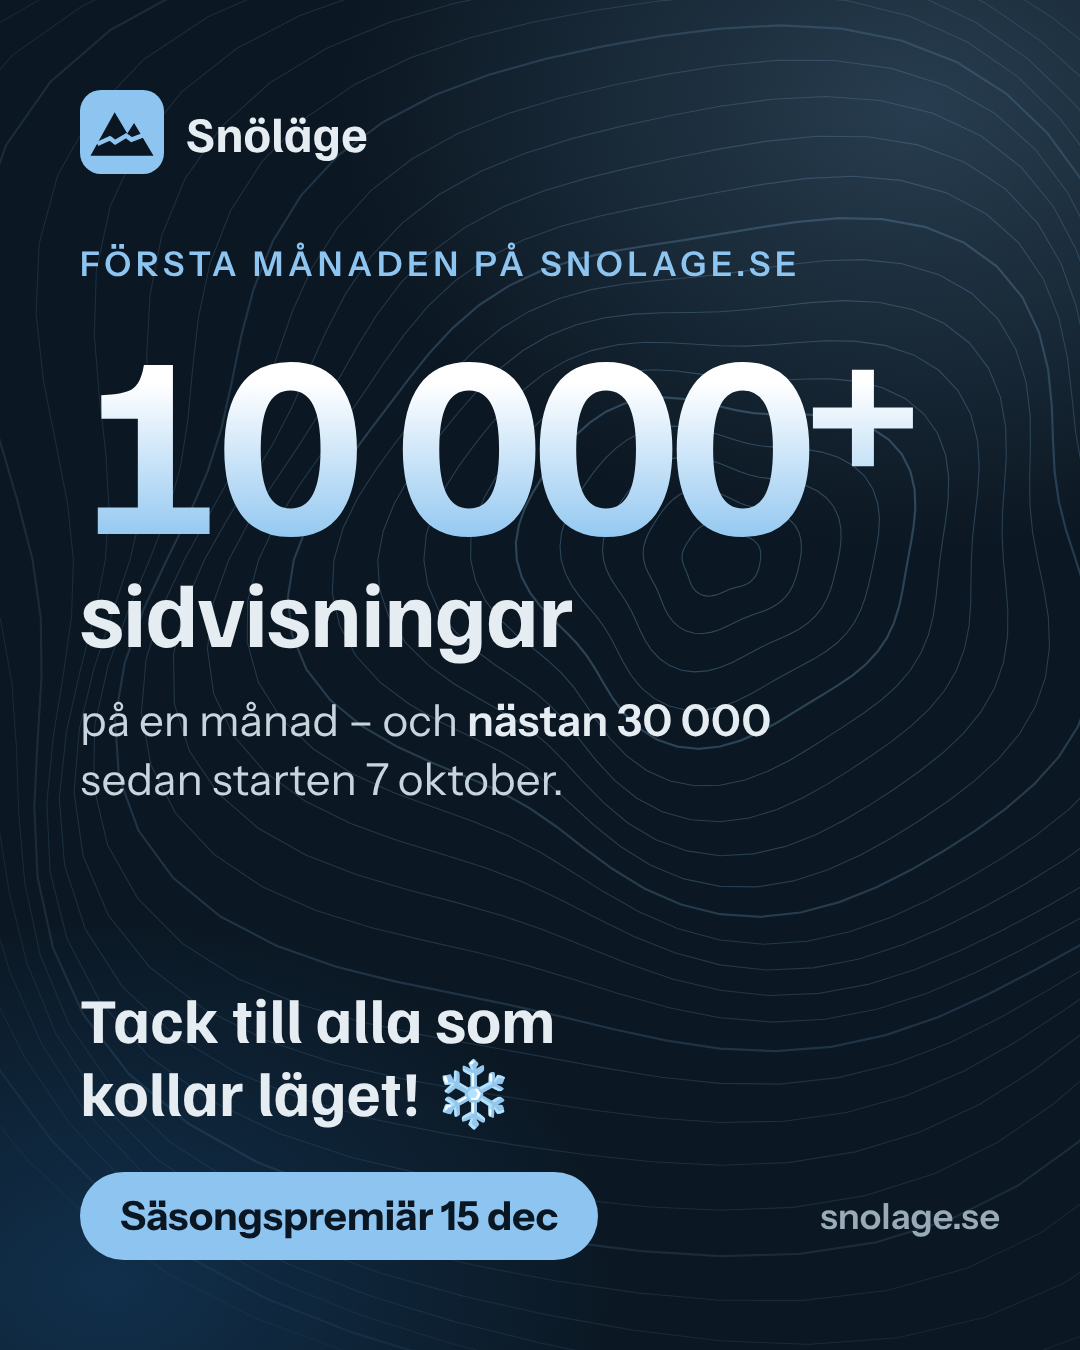 Snöläge
FÖRSTA MÅNADEN PÅ SNOLAGE.SE
10 000+
sidvisningar
på en månad – och nästan 30 000
sedan starten 7 oktober.
Tack till alla som
kollar läget! ❄️
Säsongspremiär 15 dec
snolage.se